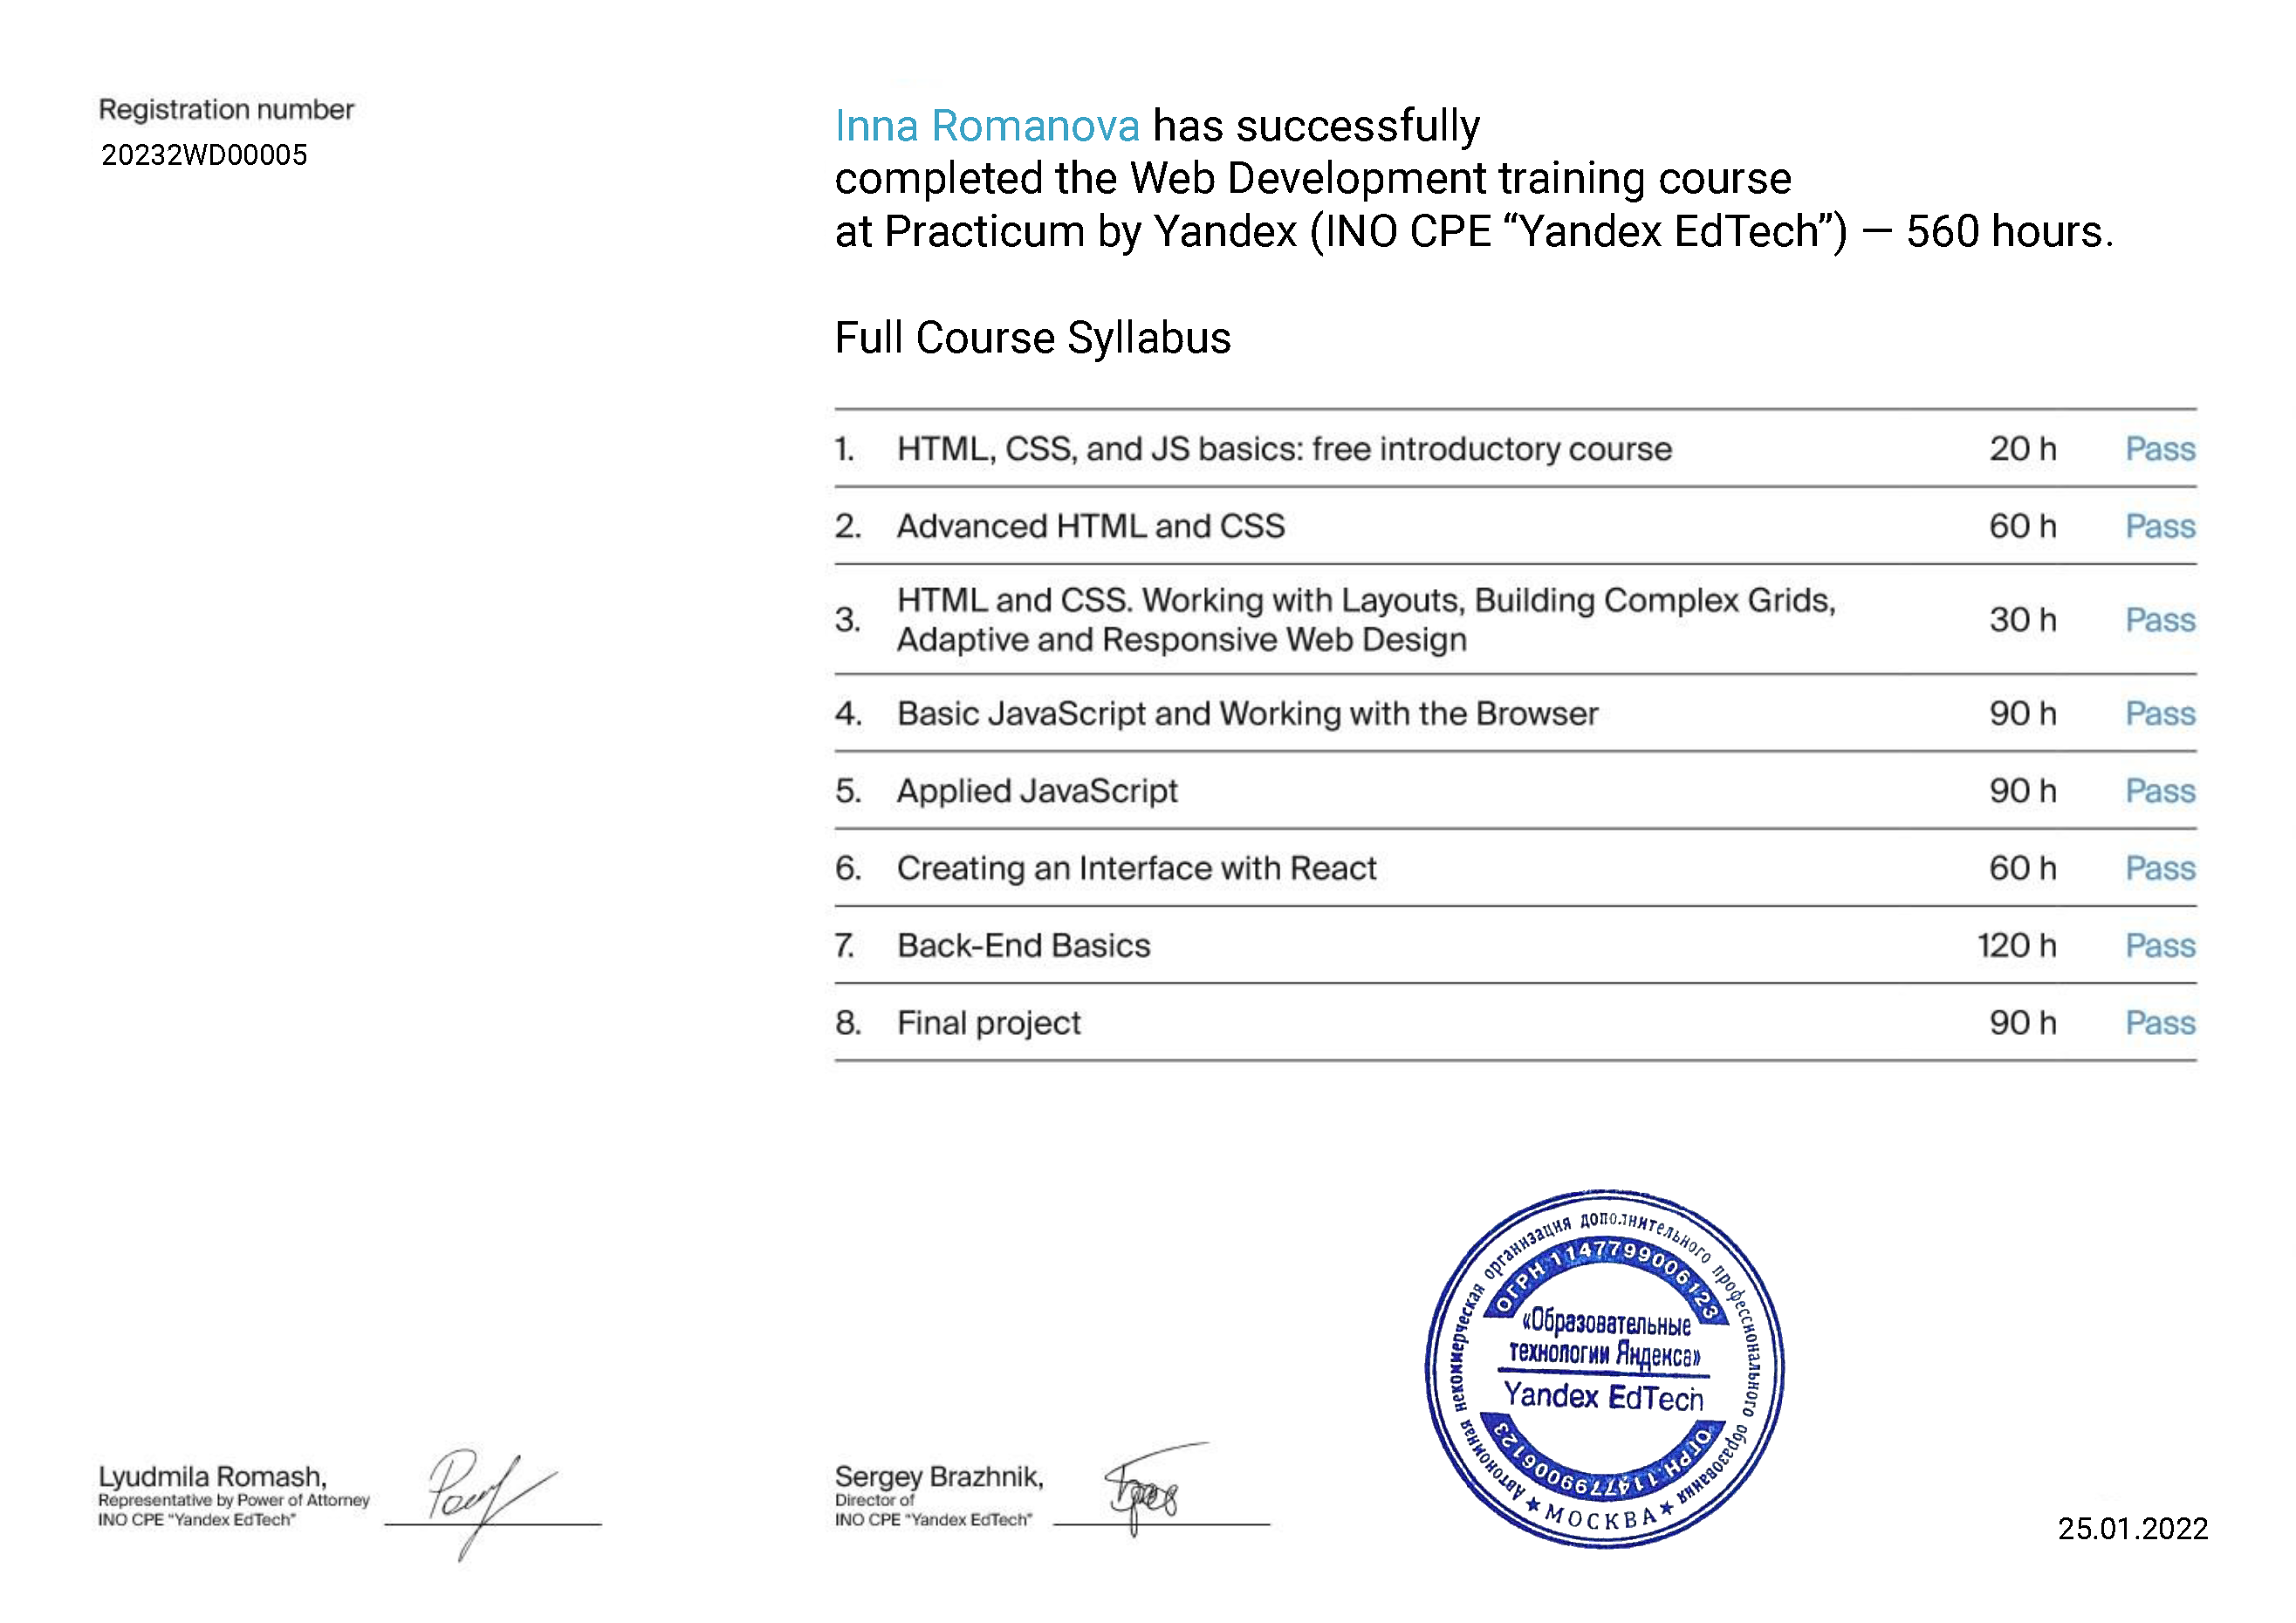 Registration number
20232WD00005
Inna Romanova has successfully
completed the Web Development training course
at Practicum by Yandex (INO CPE “Yandex EdTech”) — 560 hours.
Full Course Syllabus
1. HTML, CSS, and JS basics: free introductory course 20 h Pass
2. Advanced HTML and CSS 60 h Pass
3. HTML and CSS. Working with Layouts, Building Complex Grids,
Adaptive and Responsive Web Design 30 h Pass
4. Basic JavaScript and Working with the Browser 90 h Pass
5. Applied JavaScript 90 h Pass
6. Creating an Interface with React 60 h Pass
7. Back-End Basics 120 h Pass
8. Final project 90 h Pass
Lyudmila Romash,
Representative by Power of Attorney
INO CPE "Yandex EdTech"
Sergey Brazhnik,
Director of
INO CPE "Yandex EdTech"
Автономная некоммерческая организация дополнительного профессионального образования
ОГРН 1147799006123
«Образовательные
технологии Яндекса»
Yandex EdTech
ОГРН 1147799006123
★ МОСКВА ★
25.01.2022